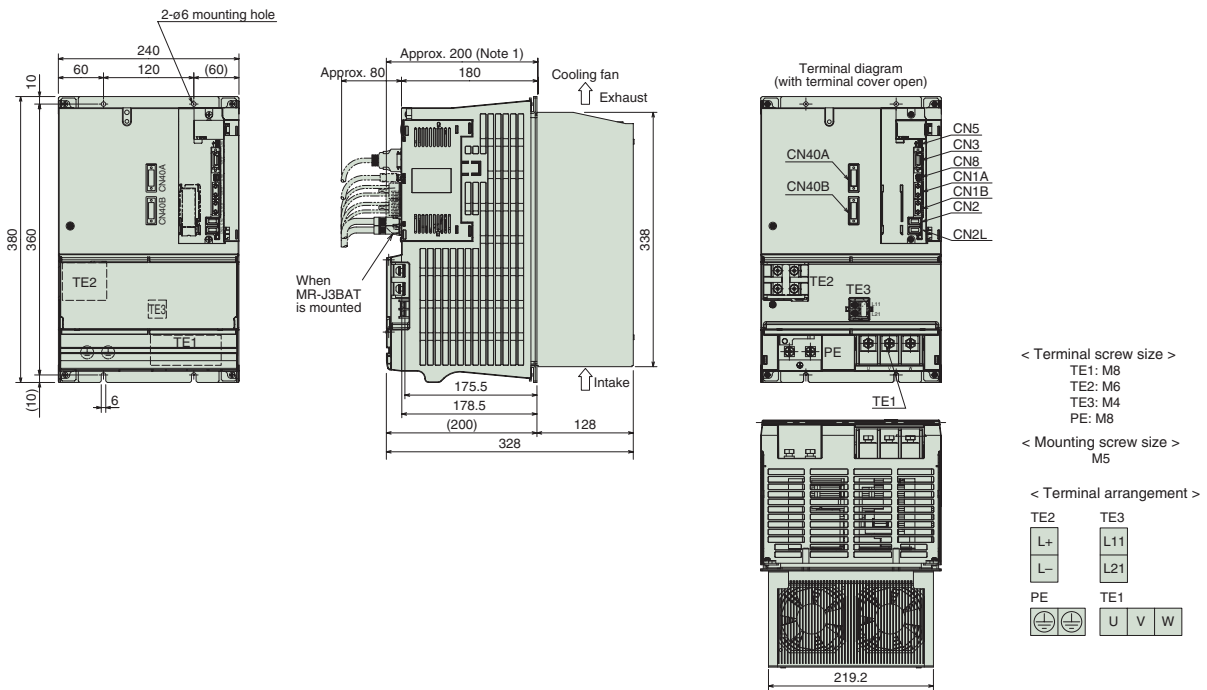 2-ø6 mounting hole
240
60
120
(60)
10
380
360
(10)
6
CN40A
CN40B
TE2
TE3
TE1
Approx. 200 (Note 1)
Approx. 80
180
Cooling fan
Exhaust
338
When
MR-J3BAT
is mounted
Intake
175.5
178.5
(200)
128
328
Terminal diagram
(with terminal cover open)
CN40A
CN40B
CN5
CN3
CN8
CN1A
CN1B
CN2
CN2L
TE2
TE3
L11
L21
PE
TE1
219.2
< Terminal screw size >
TE1: M8
TE2: M6
TE3: M4
PE: M8
< Mounting screw size >
M5
< Terminal arrangement >
TE2 TE3
L+ L11
L− L21
PE TE1
U V W